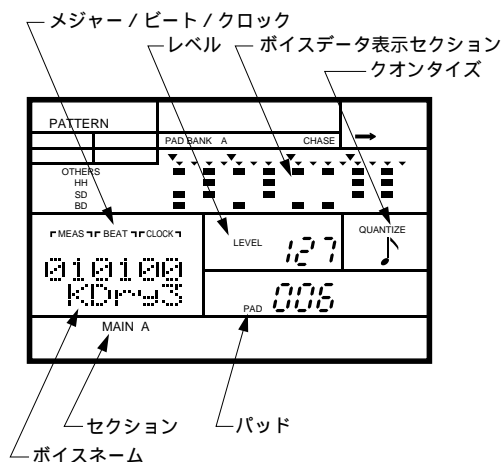 メジャー / ビート / クロック
レベル
ボイスデータ表示セクション
クオンタイズ
PATTERN
PAD BANK A CHASE
OTHERS
HH
SD
BD
MEAS BEAT CLOCK
LEVEL 127
QUANTIZE
010100
KDry3
PAD 006
MAIN A
セクション
パッド
ボイスネーム